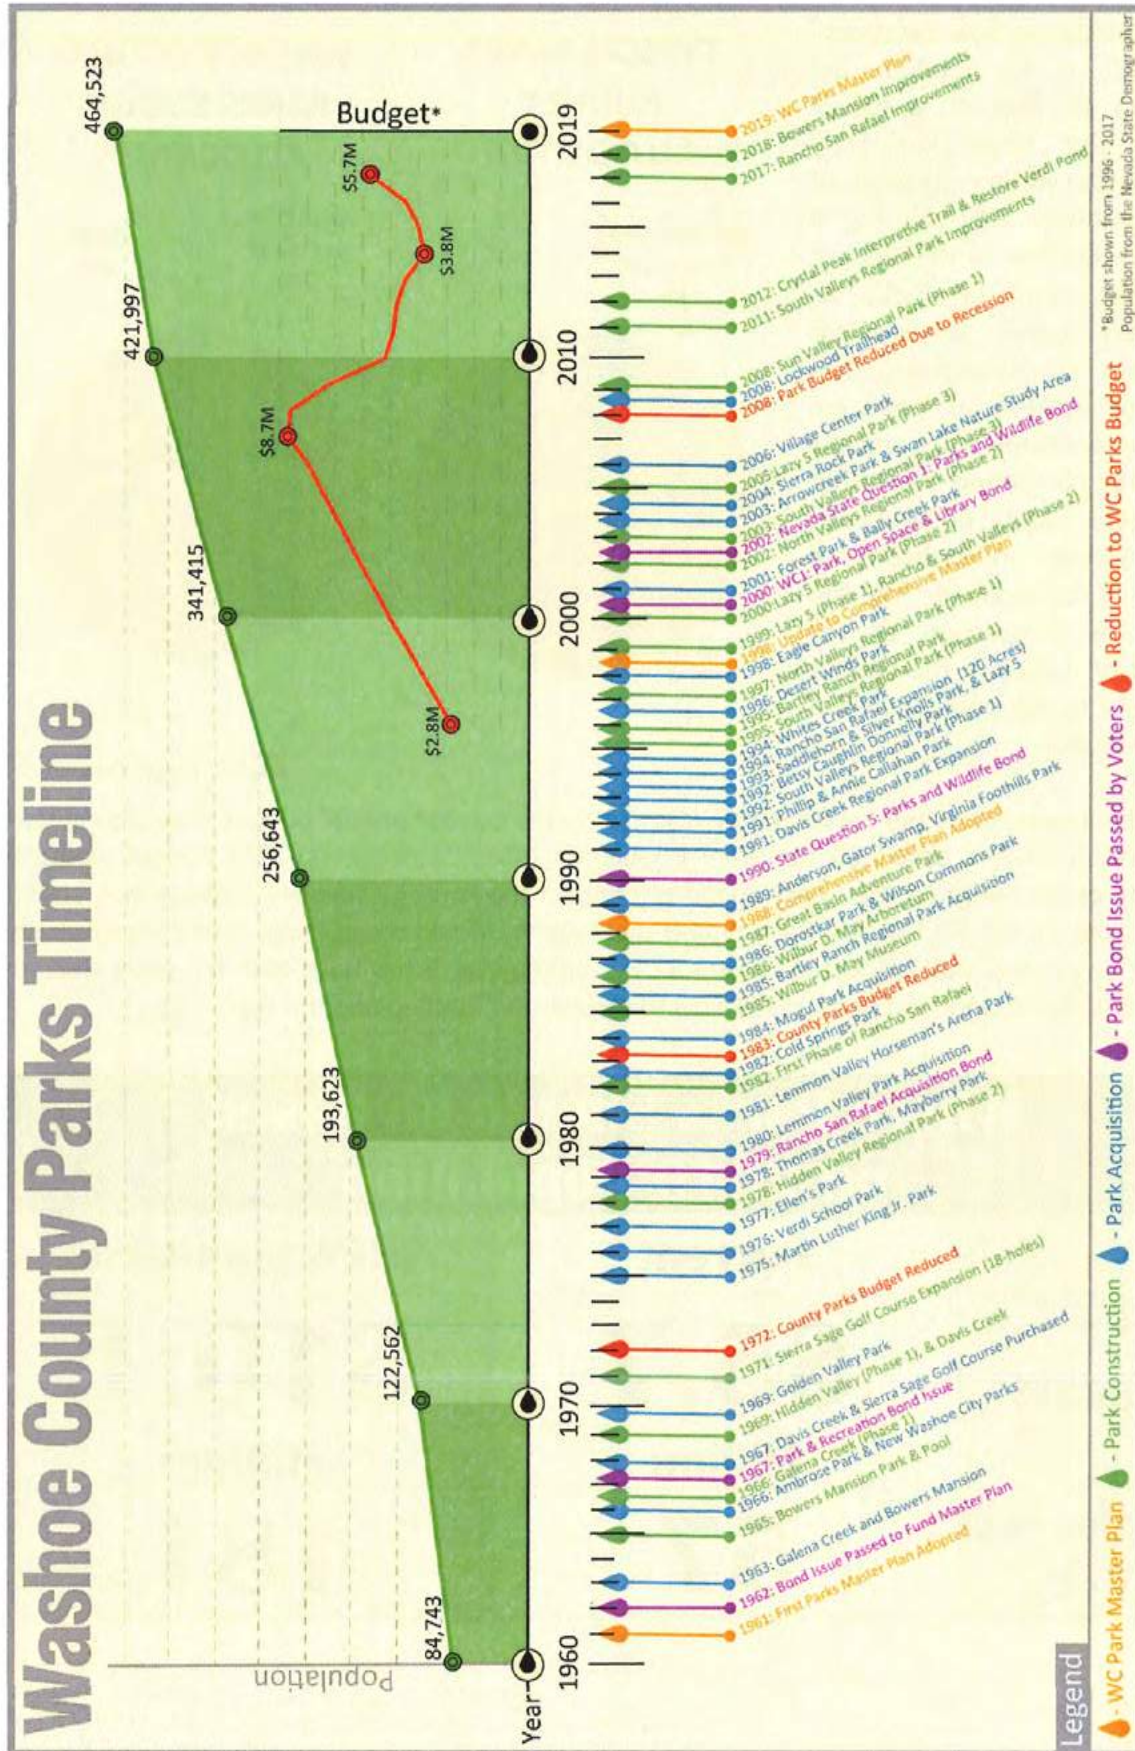 Washoe County Parks Timeline
Population
84,743
122,562
193,623
256,643
341,415
421,997
464,523
Budget*
$2.8M
$8.7M
$3.8M
$5.7M
Year
1960
1970
1980
1990
2000
2010
2019
1961: First Parks Master Plan Adopted
1962: Bond Issue Passed to Fund Master Plan
1963: Galena Creek and Bowers Mansion
1965: Bowers Mansion Park & Pool
1966: Ambrose Park & New Washoe City Parks
1966: Galena Creek (Phase 1)
1967: Park & Recreation Bond Issue
1967: Davis Creek & Sierra Sage Golf Course Purchased
1969: Hidden Valley (Phase 1), & Davis Creek
1969: Golden Valley Park
1971: Sierra Sage Golf Course Expansion (18-holes)
1972: County Parks Budget Reduced
1975: Martin Luther King Jr. Park
1976: Verdi School Park
1977: Ellen's Park
1978: Hidden Valley Regional Park (Phase 2)
1978: Thomas Creek Park, Mayberry Park
1979: Rancho San Rafael Acquisition Bond
1980: Lemmon Valley Park Acquisition
1981: Lemmon Valley Horseman's Arena Park
1982: First Phase of Rancho San Rafael
1982: Cold Springs Park
1983: County Parks Budget Reduced
1984: Mogul Park Acquisition
1985: Wilbur D. May Museum
1985: Bartley Ranch Regional Park Acquisition
1986: Wilbur D. May Arboretum
1986: Dorostkar Park & Wilson Commons Park
1987: Great Basin Adventure Park
1988: Comprehensive Master Plan Adopted
1989: Anderson, Gator Swamp, Virginia Foothills Park
1990: State Question 5: Parks and Wildlife Bond
1991: Davis Creek Regional Park Expansion
1991: Phillip & Annie Callahan Park
1992: South Valleys Regional Park (Phase 1)
1992: Betsy Caughlin Donnelly Park
1993: Saddlehorn & Silver Knolls Park, & Lazy 5
1994: Rancho San Rafael Expansion (120 Acres)
1994: Whites Creek Park
1995: South Valleys Regional Park (Phase 1)
1995: Bartley Ranch Regional Park
1996: Desert Winds Park
1997: North Valleys Regional Park (Phase 1)
1998: Eagle Canyon Park
1998: Update to Comprehensive Master Plan
1999: Lazy 5 (Phase 1), Rancho & South Valleys (Phase 2)
2000: Lazy 5 Regional Park (Phase 2)
2000: WC1: Park, Open Space & Library Bond
2001: Forest Park & Baily Creek Park
2002: North Valleys Regional Park (Phase 2)
2002: Nevada State Question 1: Parks and Wildlife Bond
2003: South Valleys Regional Park (Phase 3)
2003: Arrowcreek Park & Swan Lake Nature Study Area
2004: Sierra Rock Park
2005: Lazy 5 Regional Park (Phase 3)
2006: Village Center Park
2008: Park Budget Reduced Due to Recession
2008: Lockwood Trailhead
2008: Sun Valley Regional Park (Phase 1)
2011: South Valleys Regional Park Improvements
2012: Crystal Peak Interpretive Trail & Restore Verdi Pond
2017: Rancho San Rafael Improvements
2018: Bowers Mansion Improvements
2019: WC Parks Master Plan
Legend
- WC Park Master Plan
- Park Construction
- Park Acquisition
- Park Bond Issue Passed by Voters
- Reduction to WC Parks Budget
*Budget shown from 1996 - 2017
Population from the Nevada State Demographer